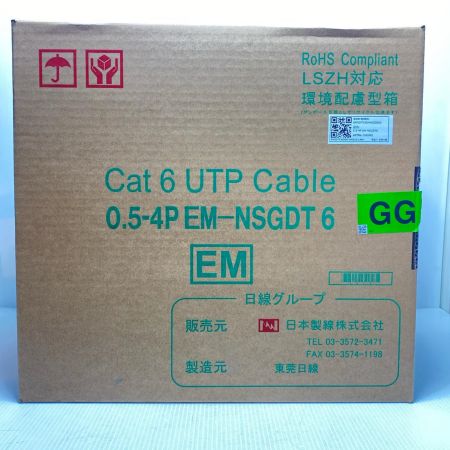 RoHS Compliant
LSZH対応
環境配慮型箱
Cat 6 UTP Cable
0.5-4P EM-NSGDT 6
GG
EM
日線グループ
販売元 日本製線株式会社
TEL 03-3572-3471
FAX 03-3574-1198
製造元 東莞日線